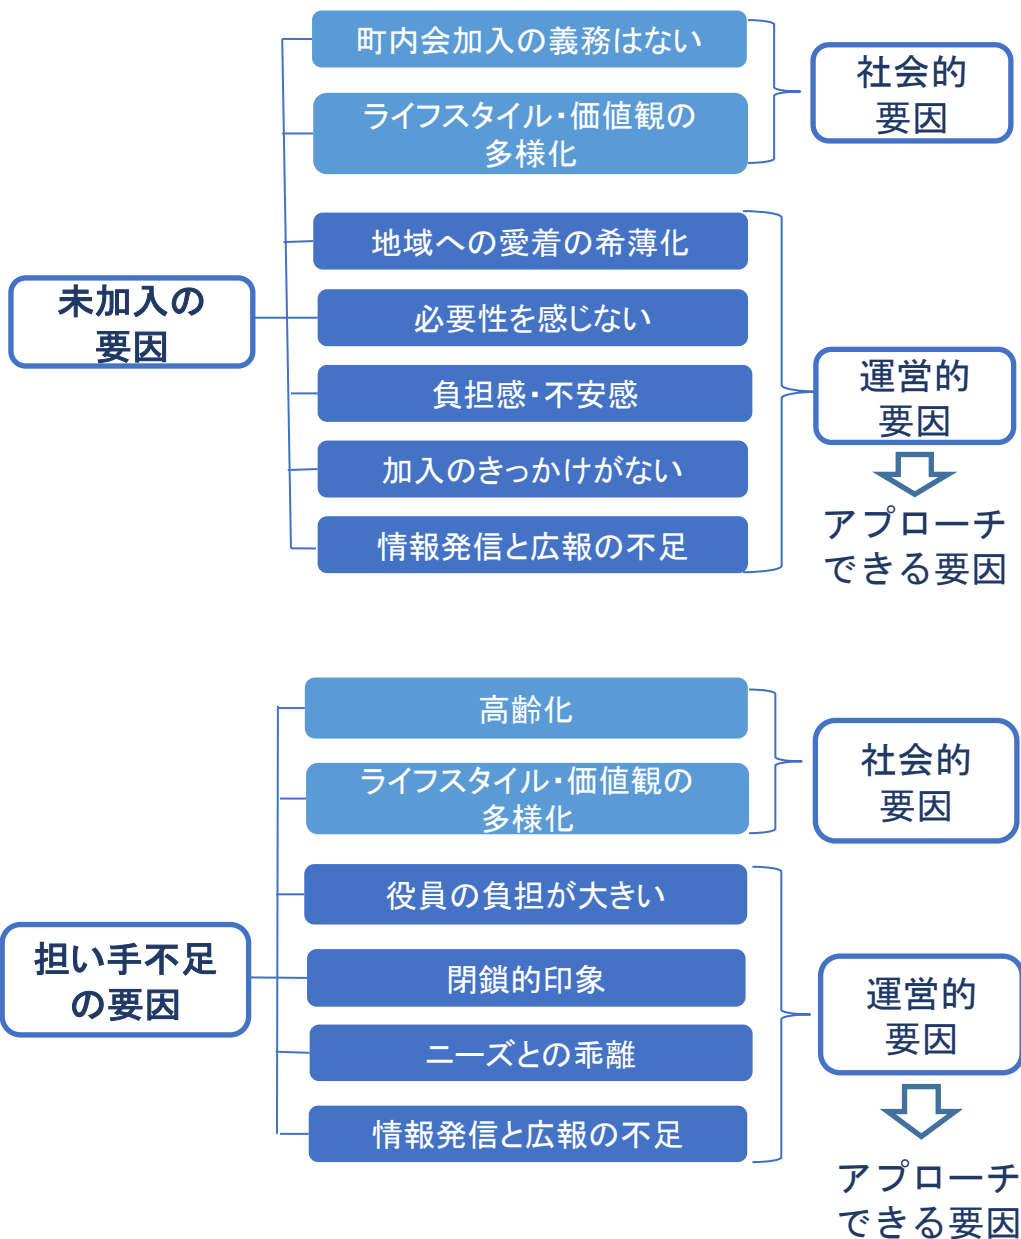 町内会加入の義務はない
ライフスタイル・価値観の
多様化
社会的
要因
地域への愛着の希薄化
未加入の
要因
必要性を感じない
負担感・不安感
加入のきっかけがない
情報発信と広報の不足
運営的
要因
アプローチ
できる要因
高齢化
ライフスタイル・価値観の
多様化
社会的
要因
役員の負担が大きい
担い手不足
の要因
閉鎖的印象
ニーズとの乖離
情報発信と広報の不足
運営的
要因
アプローチ
できる要因